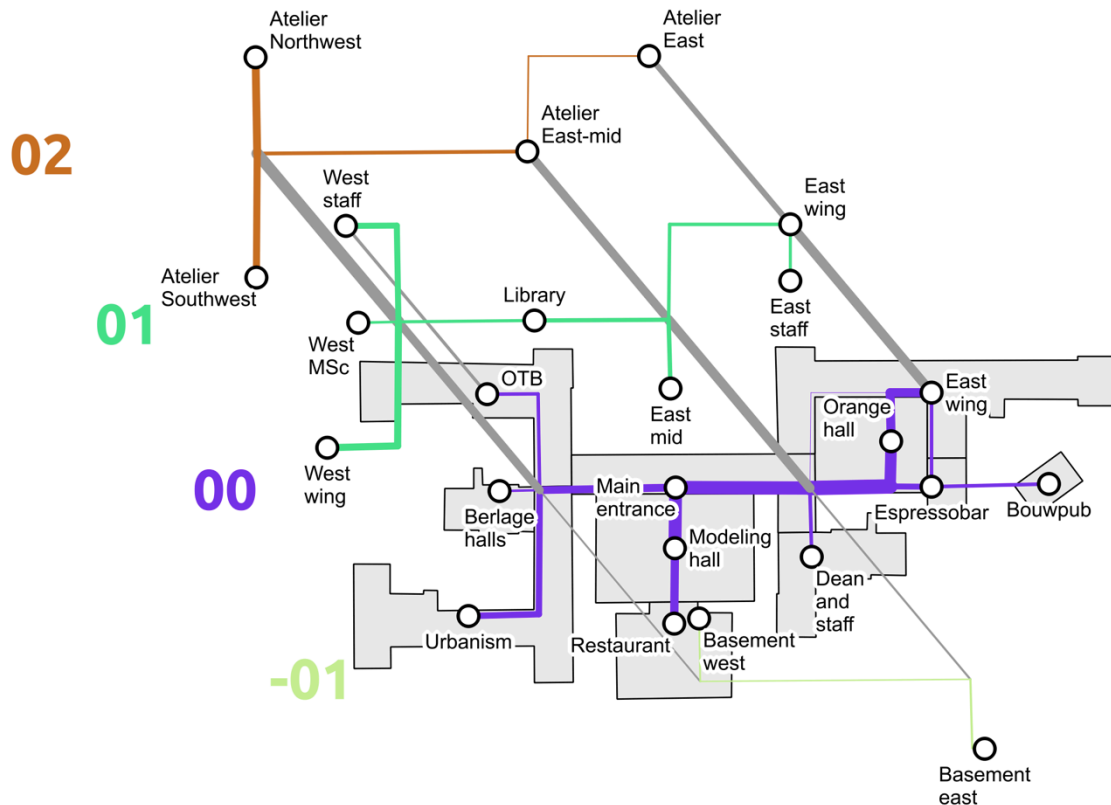 Atelier
Northwest
Atelier
East
02
Atelier
East-mid
West
staff
East
wing
Atelier
Southwest
01
Library
East
staff
West
MSc
OTB
East
mid
Orange
hall
East
wing
West
wing
00
Main
entrance
Berlage
halls
Espressobar
Bouwpub
Modeling
hall
Dean
and
staff
Urbanism
Restaurant
Basement
west
-01
Basement
east